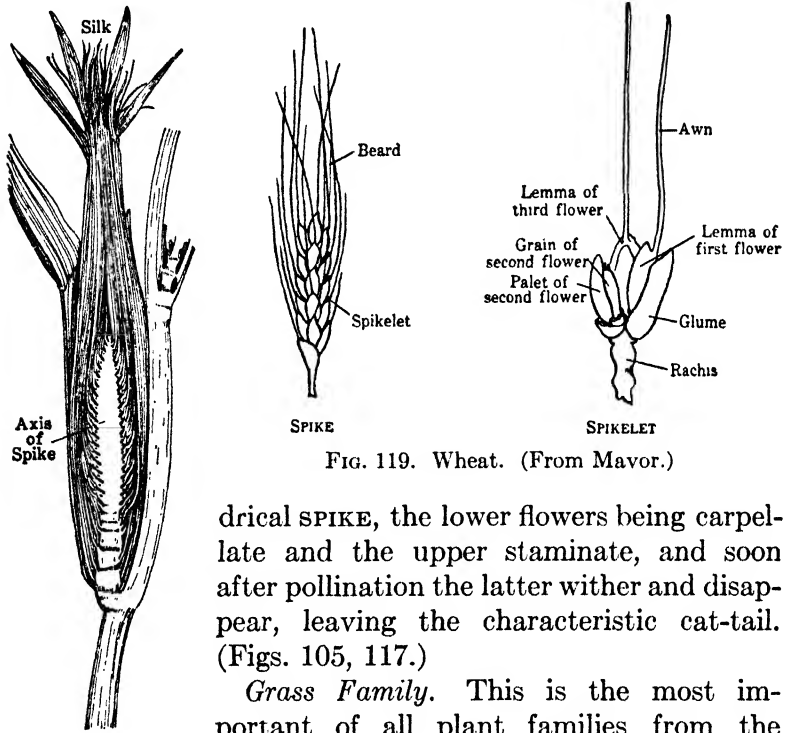 Silk
Axis
of
Spike
Beard
Spikelet
SPIKE
Awn
Lemma of
third flower
Lemma of
first flower
Grain of
second flower
Palet of
second flower
Glume
Rachis
SPIKELET
FIG. 119. Wheat. (From Mavor.)
drical SPIKE, the lower flowers being carpel-
late and the upper staminate, and soon
after pollination the latter wither and disap-
pear, leaving the characteristic cat-tail.
(Figs. 105, 117.)
Grass Family. This is the most im-
portant of all plant families from the